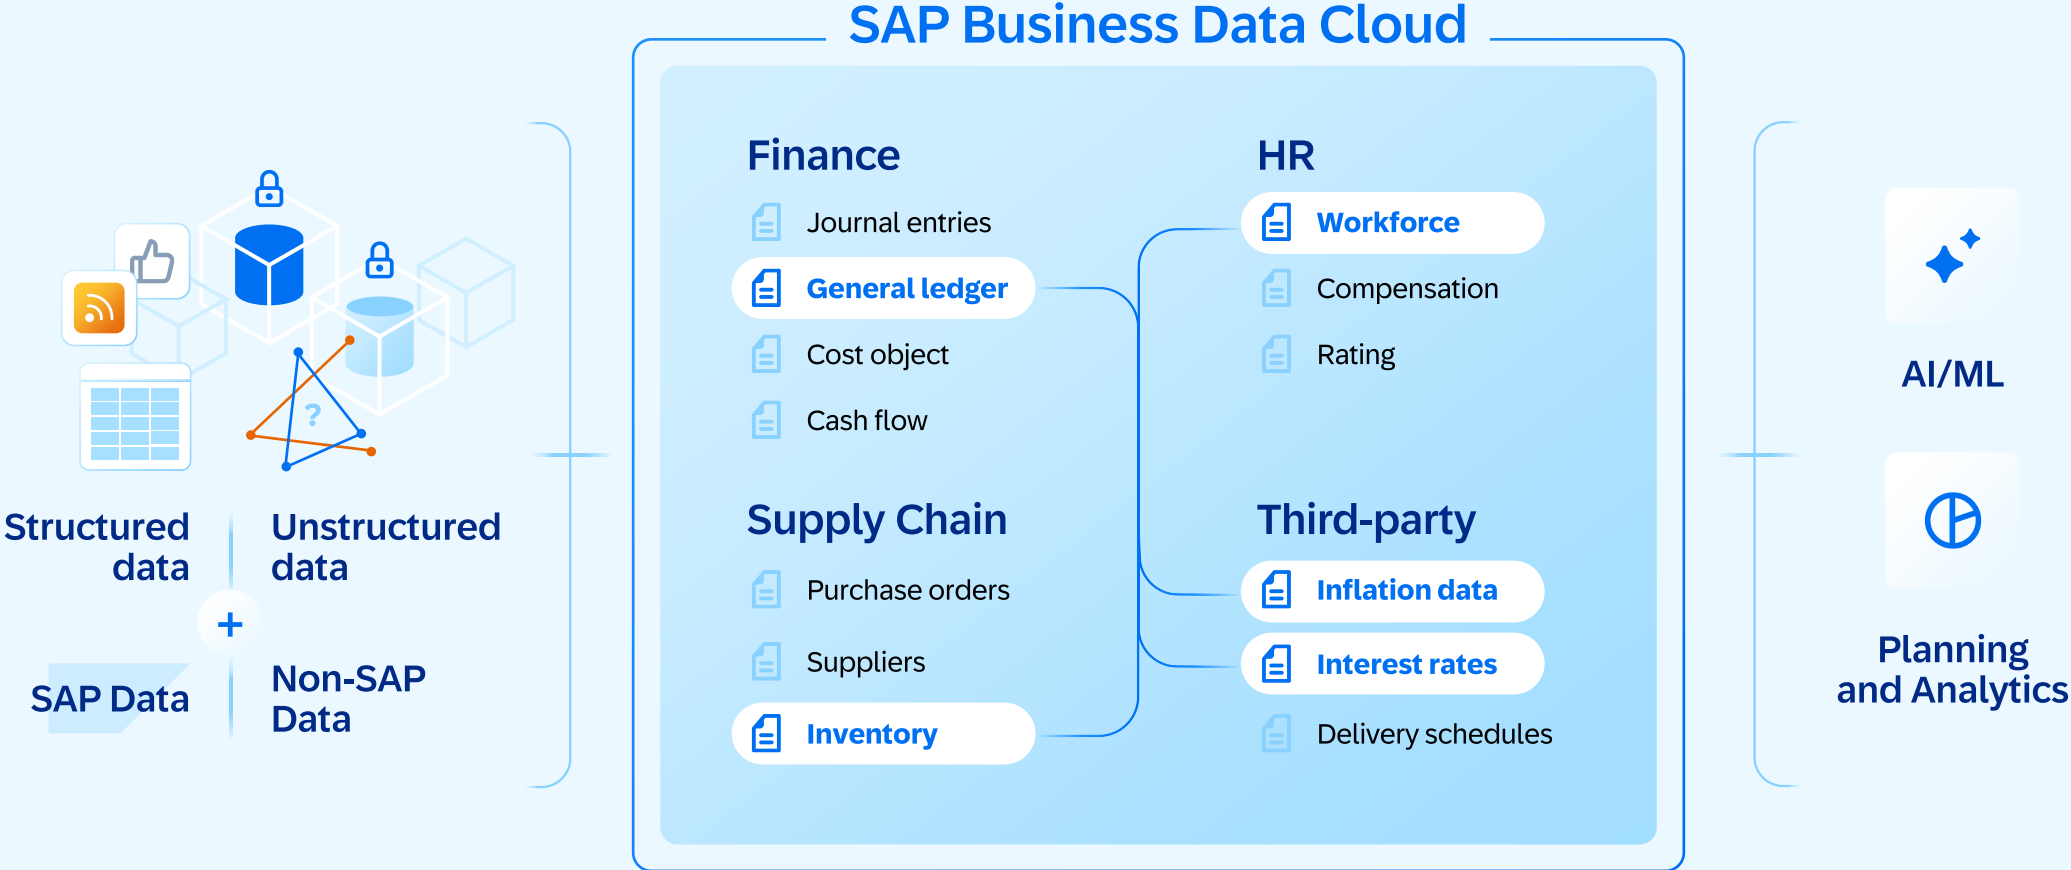 SAP Business Data Cloud
?
Structured
data
Unstructured
data
+
SAP Data
Non-SAP
Data
Finance
Journal entries
General ledger
Cost object
Cash flow
HR
Workforce
Compensation
Rating
Supply Chain
Purchase orders
Suppliers
Inventory
Third-party
Inflation data
Interest rates
Delivery schedules
AI/ML
Planning
and Analytics